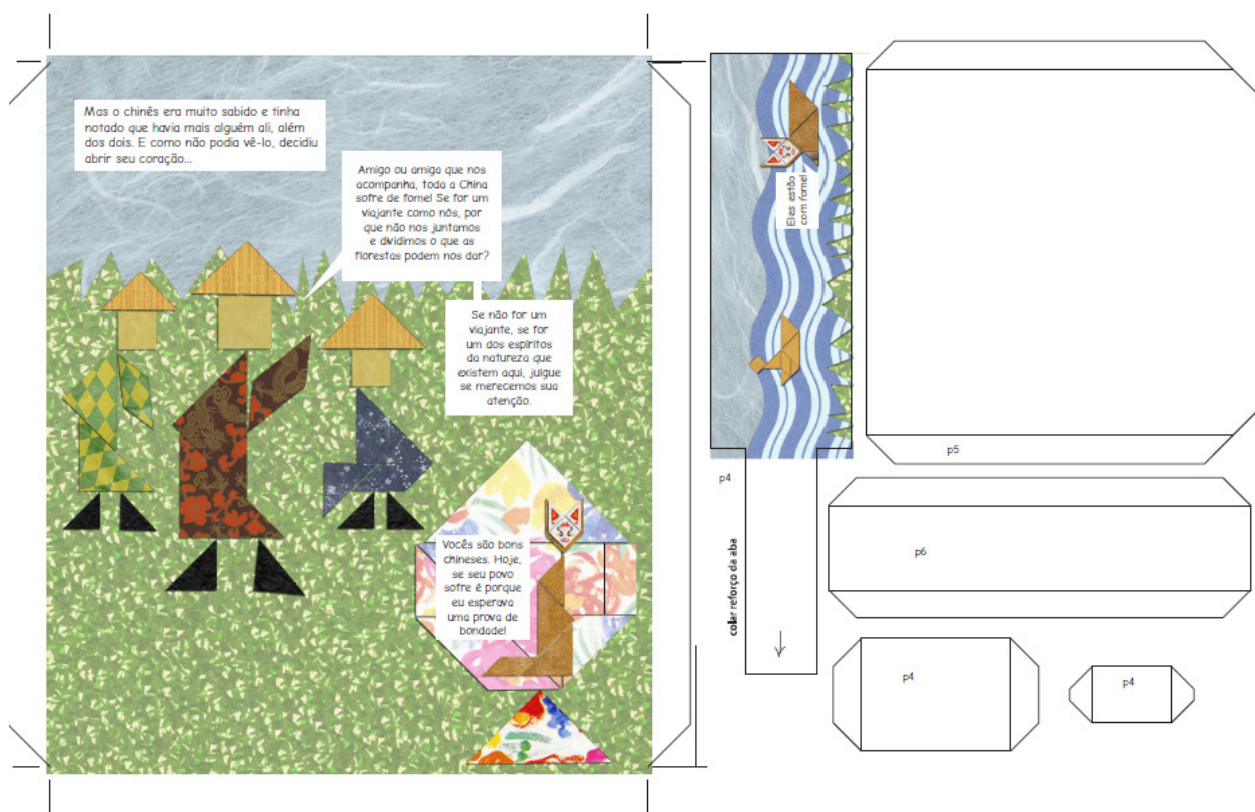 Mas o chinês era muito sabido e tinha
notado que havia mais alguém ali, além
dos dois. E como não podia vê-lo, decidiu
abrir seu coração...
Amigo ou amiga que nos
acompanha, toda a China
sofre de fome! Se for um
viajante como nós, por
que não nos juntamos
e dividimos o que as
florestas podem nos dar?
Se não for um
viajante, se for
um dos espíritos
da natureza que
existem aqui, julgue
se merecemos sua
atenção.
Vocês são bons
chineses. Hoje,
se seu povo
sofre é porque
eu esperava
uma prova de
bondade!
Eles estão
com fome!
p4
colar reforço da aba
p5
p6
p4
p4